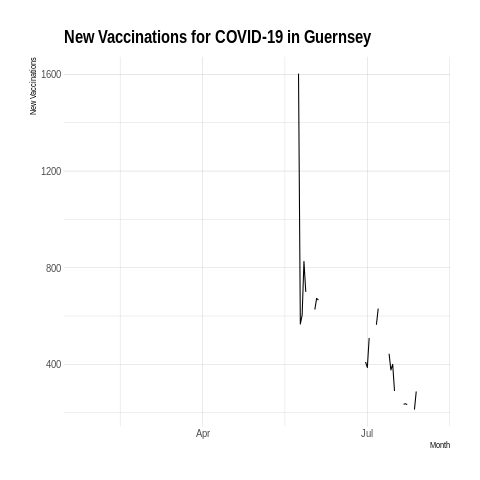 New Vaccinations for COVID-19 in Guernsey
New Vaccinations
1600
1200
800
400
Apr
Jul
Month